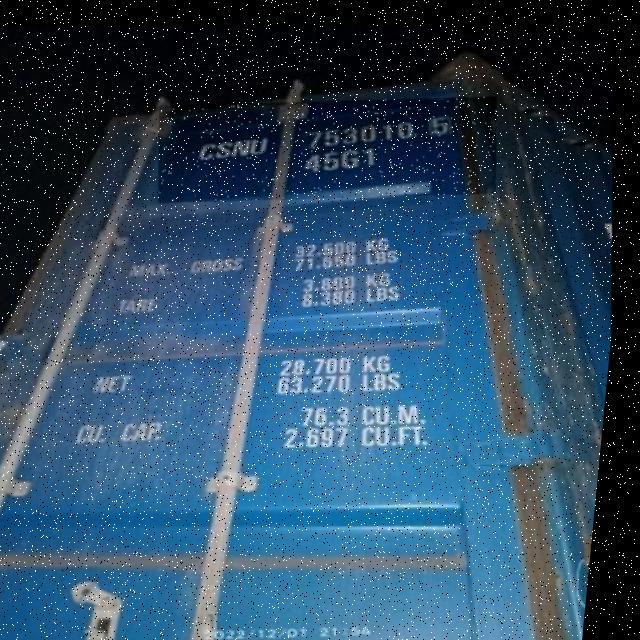 CSNU 753010 5
45G1
MAX. GROSS 32.500 KG
71.650 LBS
TARE 3.800 KG
8.380 LBS
NET 28.700 KG
63.270 LBS
CU. CAP. 76.3 CU.M.
2.697 CU.FT.